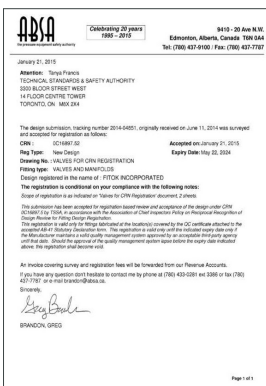 ABSA
the pressure equipment safety authority
Celebrating 20 years
1995 – 2015
9410 - 20 Ave N.W.
Edmonton, Alberta, Canada T6N 0A4
Tel: (780) 437-9100 / Fax: (780) 437-7787
January 21, 2015
Attention: Tanya Francis
TECHNICAL STANDARDS & SAFETY AUTHORITY
3300 BLOOR STREET WEST
14 FLOOR CENTRE TOWER
TORONTO, ON M8X 2X4
The design submission, tracking number 2014-04851, originally received on June 11, 2014 was surveyed
and accepted for registration as follows:
CRN : 0C16897.52 Accepted on: January 21, 2015
Reg Type: New Design Expiry Date: May 22, 2024
Drawing No. : VALVES FOR CRN REGISTRATION
Fitting type: VALVES AND MANIFOLDS
Design registered in the name of : FITOK INCORPORATED
The registration is conditional on your compliance with the following notes:
Scope of registration is as indicated on "Valves for CRN Registration" document, 2 sheets.
This submission has been accepted for registration based review and acceptance of the design under CRN
0C16897.5 by TSSA, in accordance with the Association of Chief Inspectors Policy on Reciprocal Recognition of
Design Review for Fitting Design Registration.
This registration is valid only for fittings fabricated at the location(s) covered by the QC certificate attached to the
accepted AB-41 Statutory Declaration form. This registration is valid only until the indicated expiry date only if
the Manufacturer maintains a valid quality management system approved by an acceptable third-party agency
until that date. Should the approval of the quality management system lapse before the expiry date indicated
above, this registration shall become void.
An invoice covering survey and registration fees will be forwarded from our Revenue Accounts.
If you have any question don't hesitate to contact me by phone at (780) 433-0281 ext 3386 or fax (780)
437-7787 or e-mail brandon@absa.ca.
Sincerely,
BRANDON, GREG
Page 1 of 1